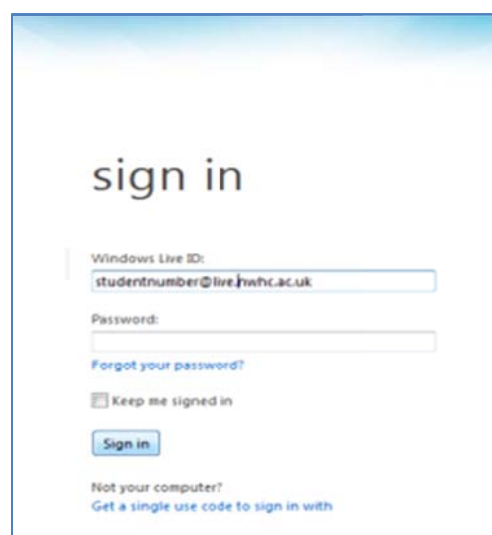 sign in
Windows Live ID:
studentnumber@live.nwhc.ac.uk
Password:
Forgot your password?
Keep me signed in
Sign in
Not your computer?
Get a single use code to sign in with